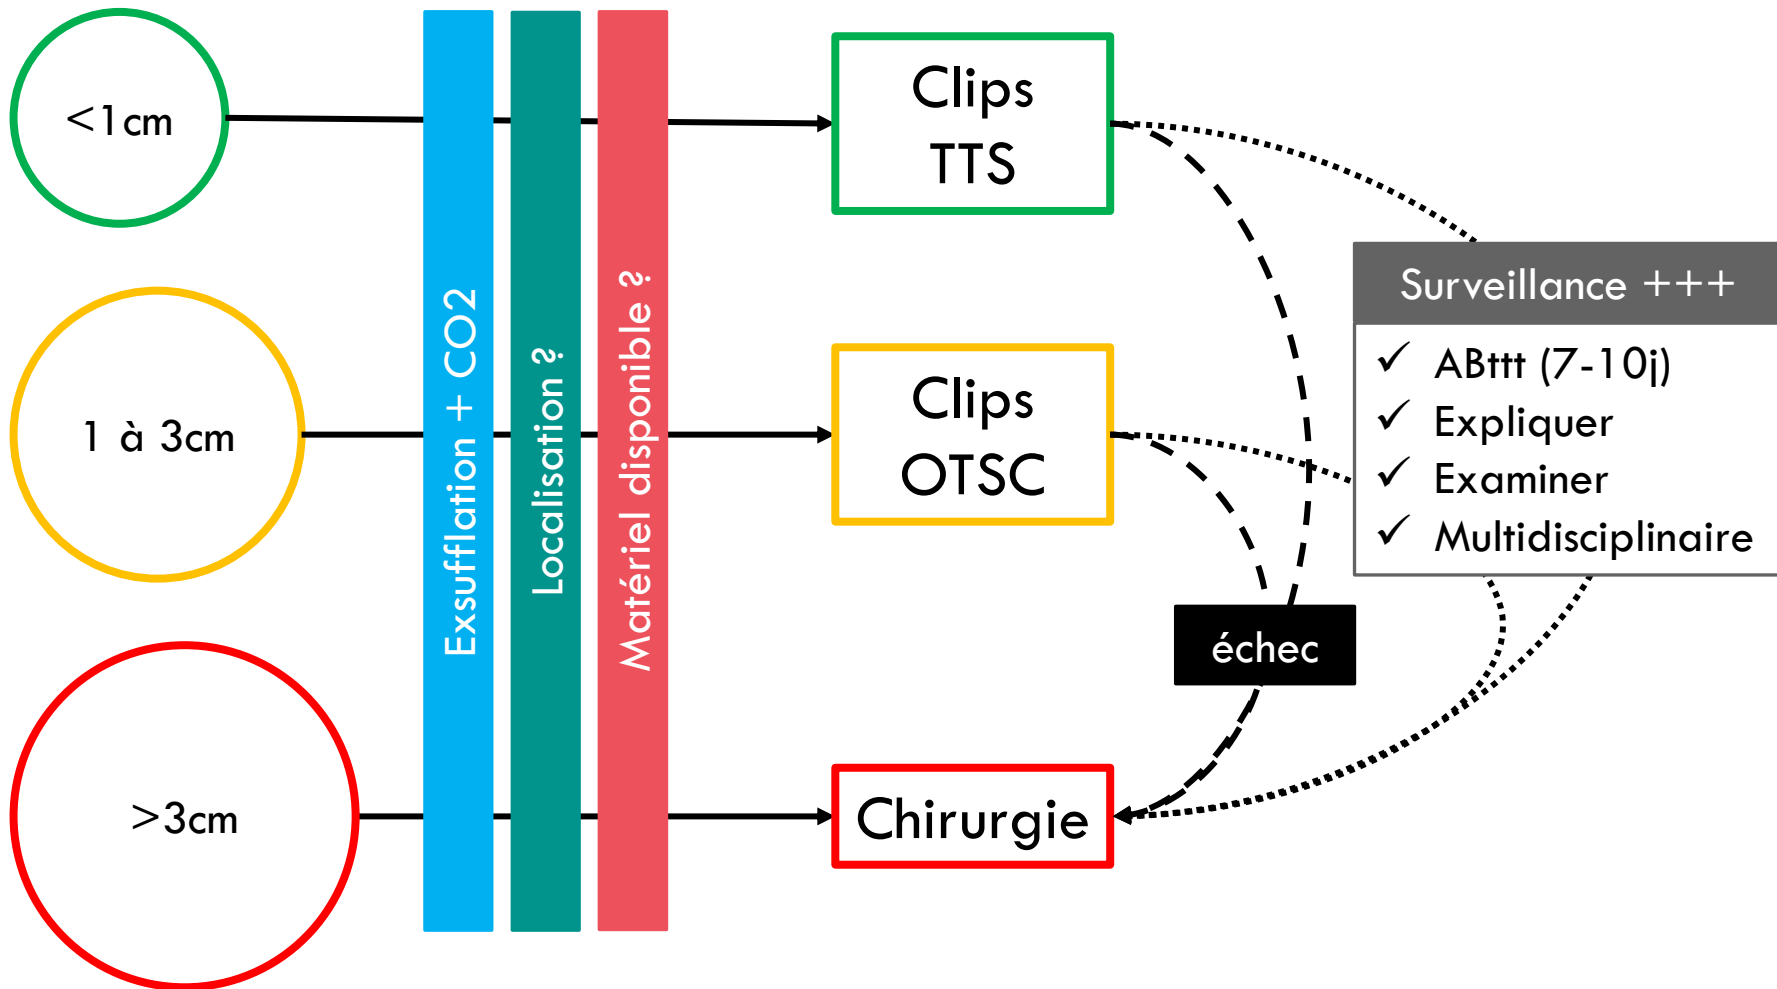 <1cm
1 à 3cm
>3cm
Exsufflation + CO2
Localisation ?
Matériel disponible ?
Clips
TTS
Clips
OTSC
Chirurgie
échec
Surveillance +++
✓ ABttt (7-10j)
✓ Expliquer
✓ Examiner
✓ Multidisciplinaire